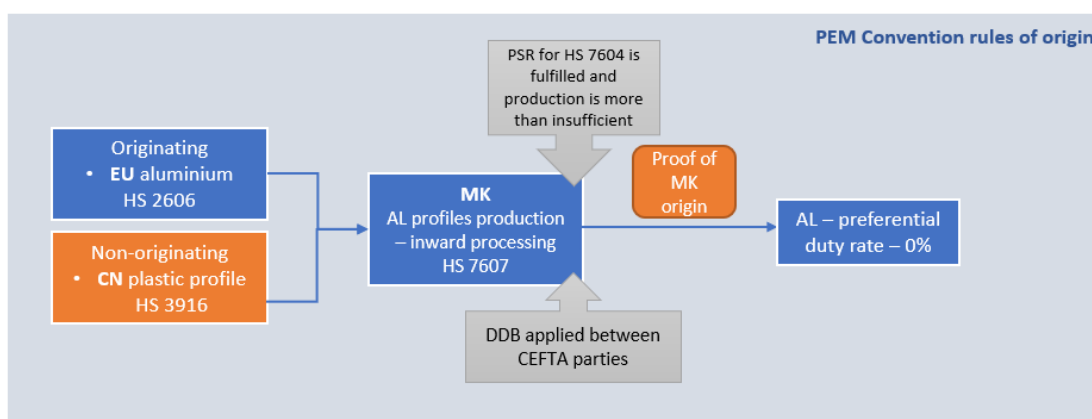 PEM Convention rules of origin
PSR for HS 7604 is
fulfilled and
production is more
than insufficient
Originating
• EU aluminium
HS 2606
Non-originating
• CN plastic profile
HS 3916
MK
AL profiles production
– inward processing
HS 7607
Proof of
MK
origin
AL – preferential
duty rate – 0%
DDB applied between
CEFTA parties